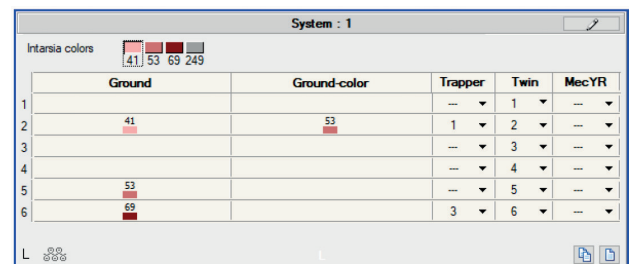 System : 1
Intarsia colors
41 53 69 249
Ground Ground-color Trapper Twin MecYR
1 --- 1 ---
2 41 53 1 2 ---
3 --- 3 ---
4 --- 4 ---
5 53 --- 5 ---
6 69 3 6 ---
L L